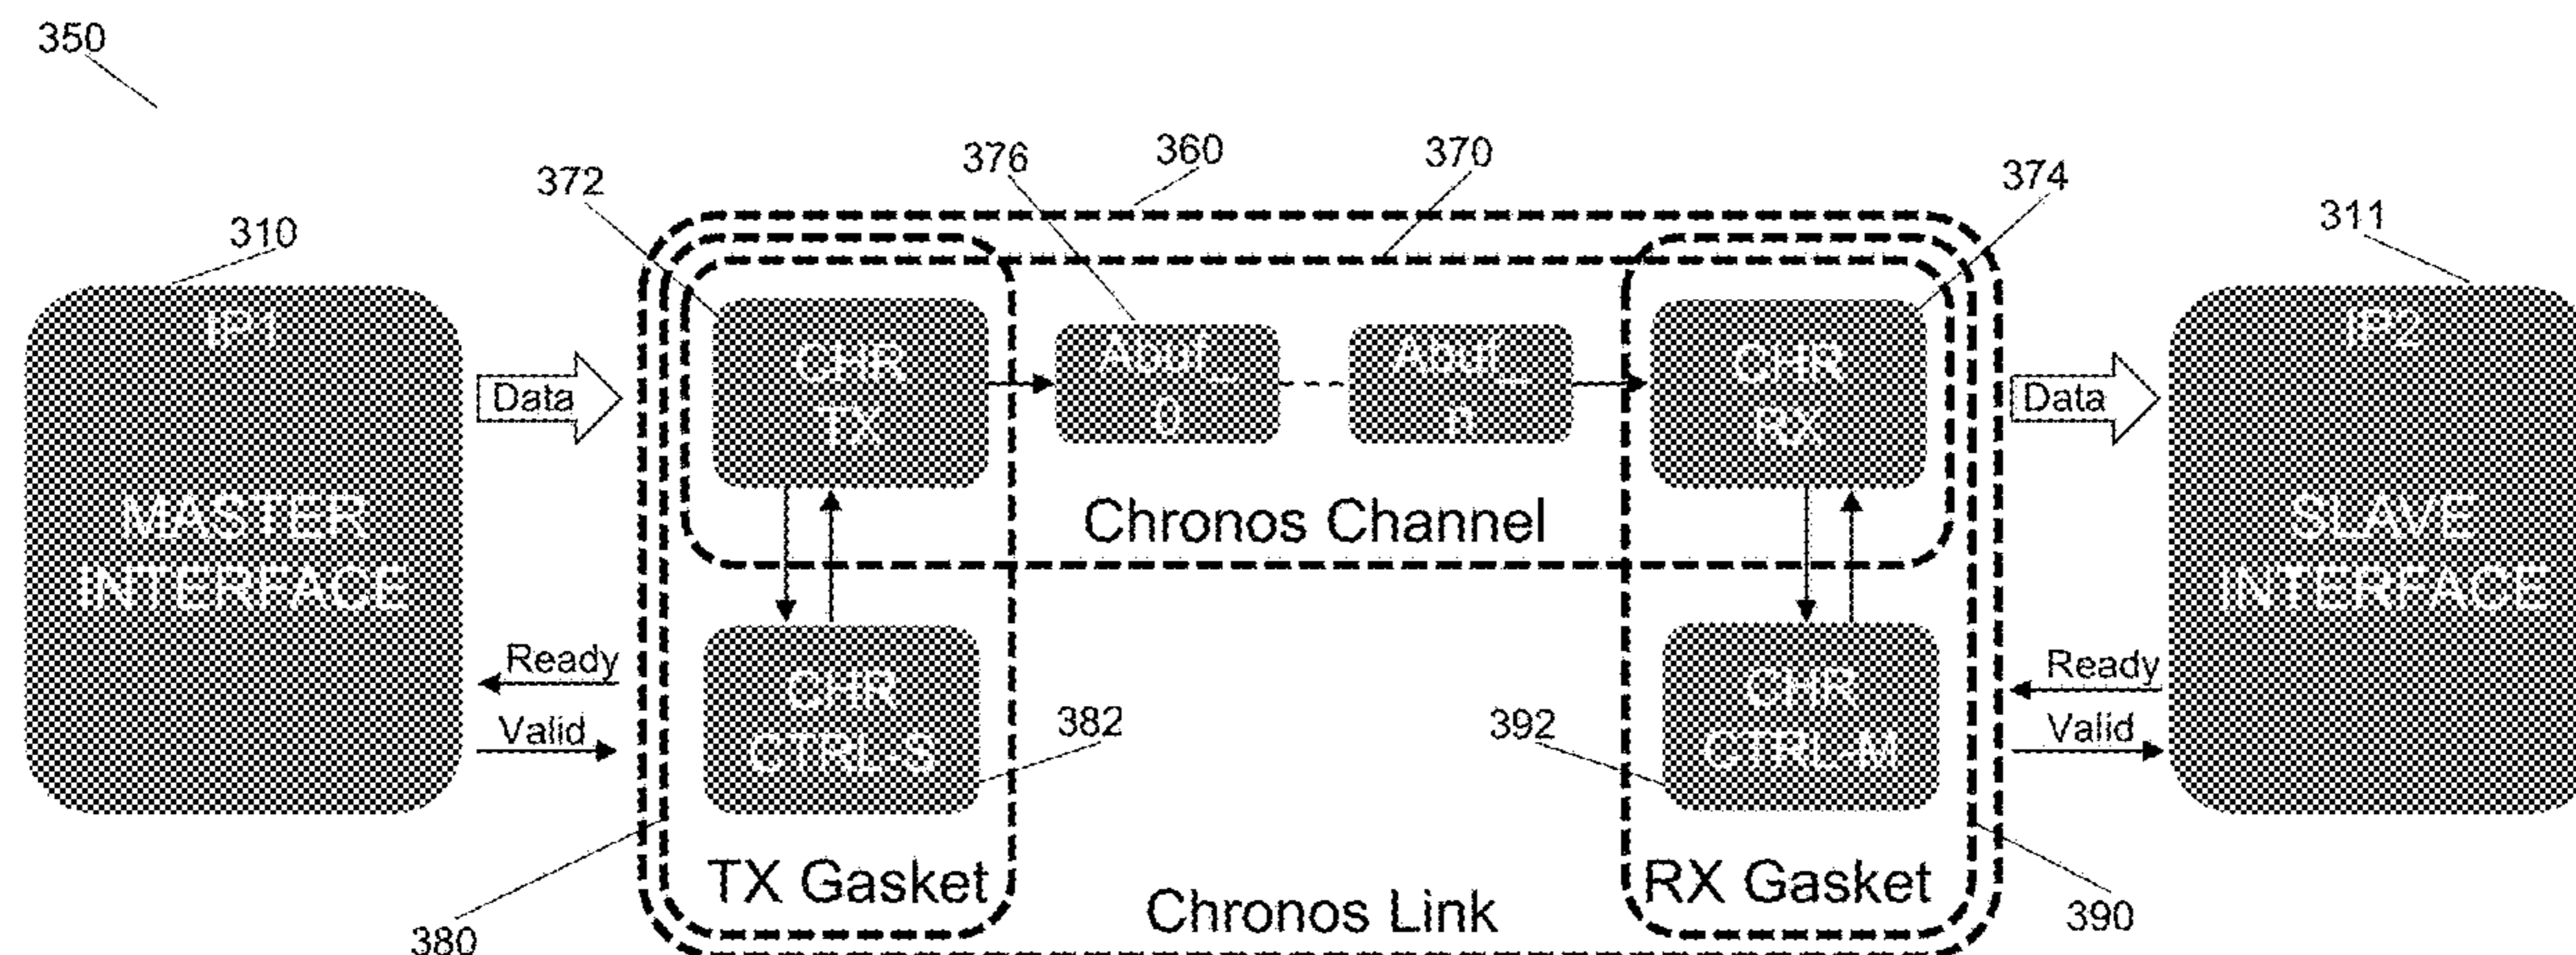 350
376
360
370
372
374
310
311
IP1
MASTER
INTERFACE
Data
Ready
Valid
CHR
TX
Abuf_
0
Abuf_
n
CHR
RX
Chronos Channel
CHR
CTRL-S
382
392
CHR
CTRL-M
TX Gasket
RX Gasket
Chronos Link
380
390
Data
Ready
Valid
IP2
SLAVE
INTERFACE